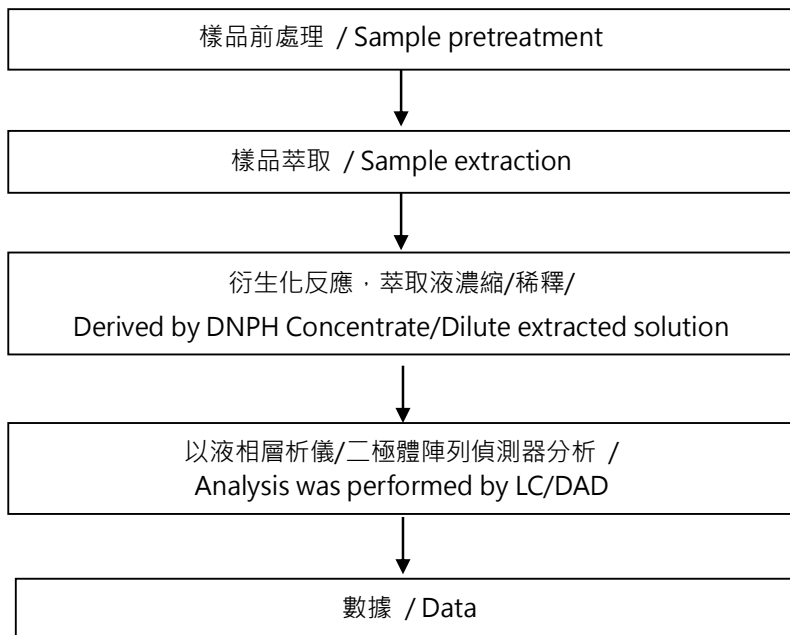 樣品前處理 / Sample pretreatment
樣品萃取 / Sample extraction
衍生化反應，萃取液濃縮/稀釋/
Derived by DNPH Concentrate/Dilute extracted solution
以液相層析儀/二極體陣列偵測器分析 /
Analysis was performed by LC/DAD
數據 / Data